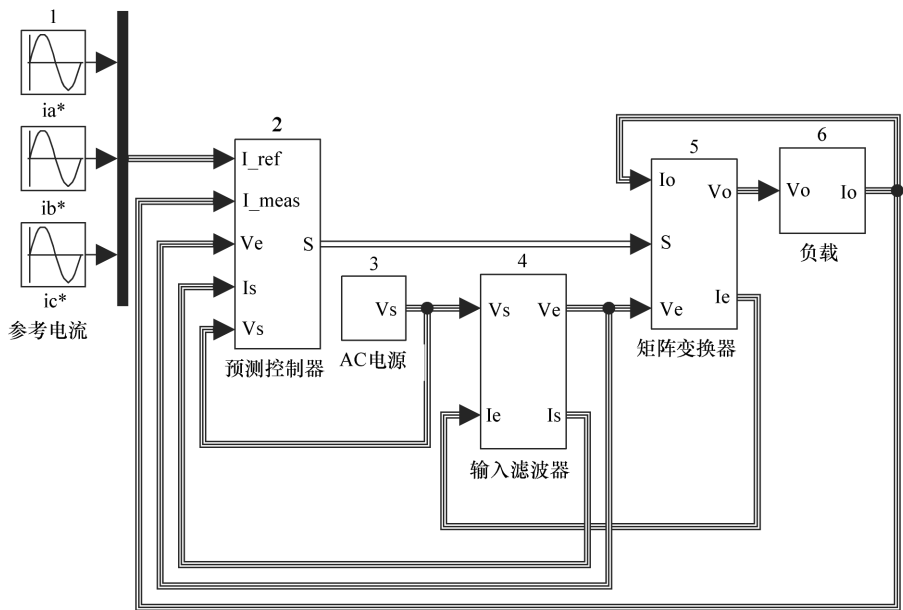 1
ia*
ib*
ic*
参考电流
2
I_ref
I_meas
Ve
Is
Vs
S
预测控制器
3
Vs
AC电源
4
Vs
Ve
Ie
Is
输入滤波器
5
Io
Vo
S
Ie
Ve
矩阵变换器
6
Vo
Io
负载